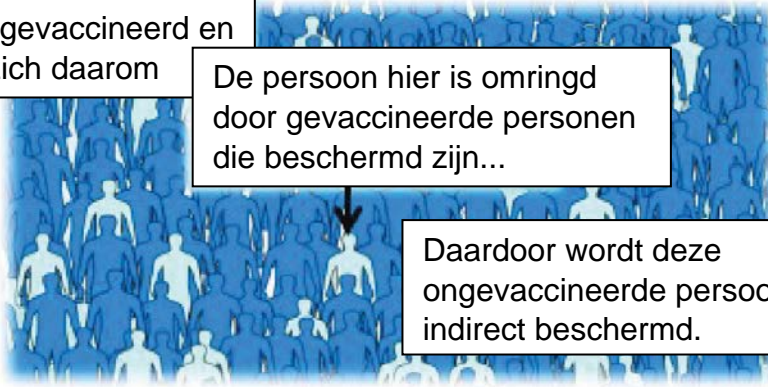 gevaccineerd en
zich daarom
De persoon hier is omringd
door gevaccineerde personen
die beschermd zijn...
Daardoor wordt deze
ongevaccineerde persoo
indirect beschermd.